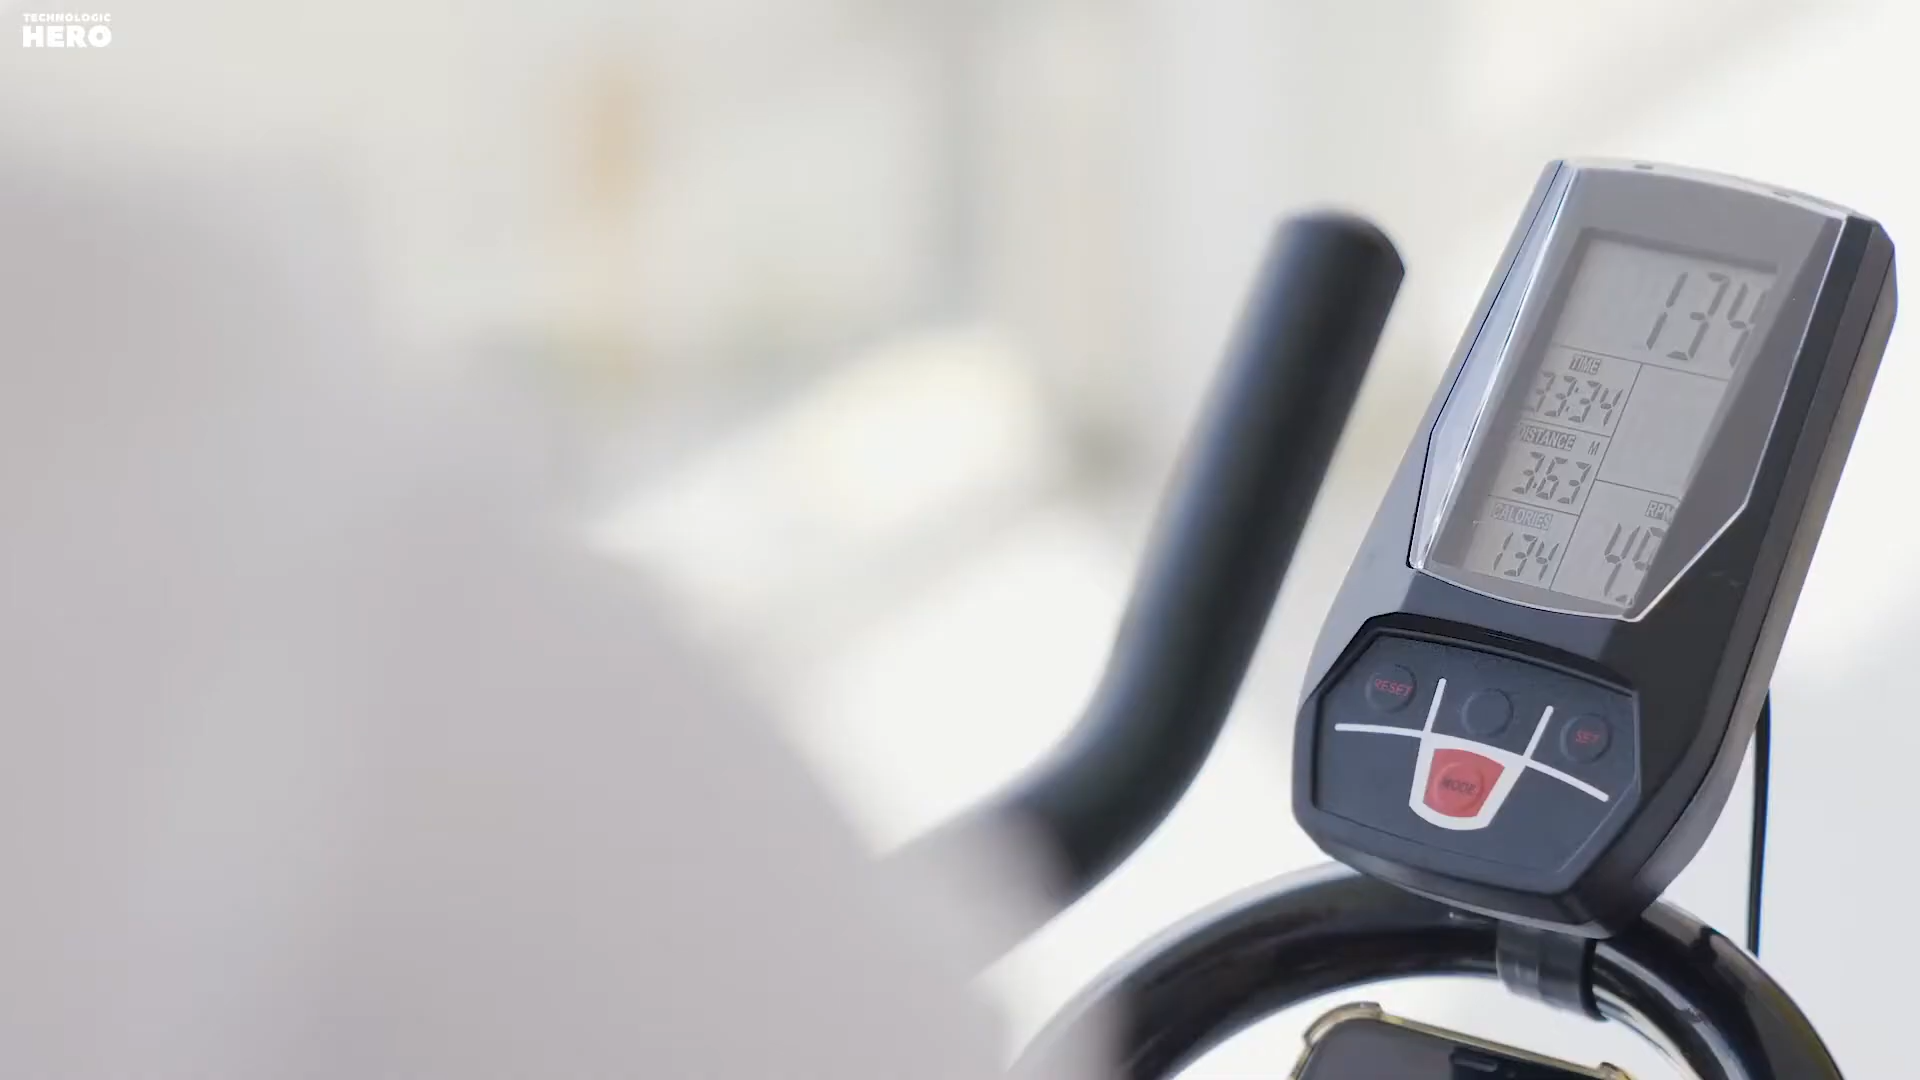 TECHNOLOGIC
HERO
134
TIME
33:34
DISTANCE M
3.63
CALORIES
134
RPM
RESET
SET
MODE